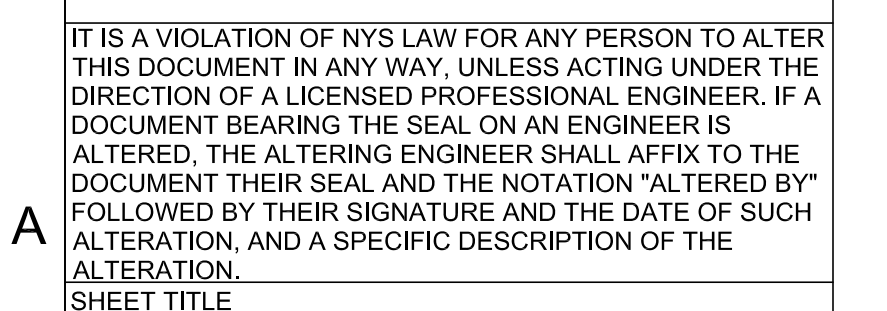 IT IS A VIOLATION OF NYS LAW FOR ANY PERSON TO ALTER
THIS DOCUMENT IN ANY WAY, UNLESS ACTING UNDER THE
DIRECTION OF A LICENSED PROFESSIONAL ENGINEER. IF A
DOCUMENT BEARING THE SEAL ON AN ENGINEER IS
ALTERED, THE ALTERING ENGINEER SHALL AFFIX TO THE
DOCUMENT THEIR SEAL AND THE NOTATION "ALTERED BY"
FOLLOWED BY THEIR SIGNATURE AND THE DATE OF SUCH
ALTERATION, AND A SPECIFIC DESCRIPTION OF THE
ALTERATION.
A
SHEET TITLE